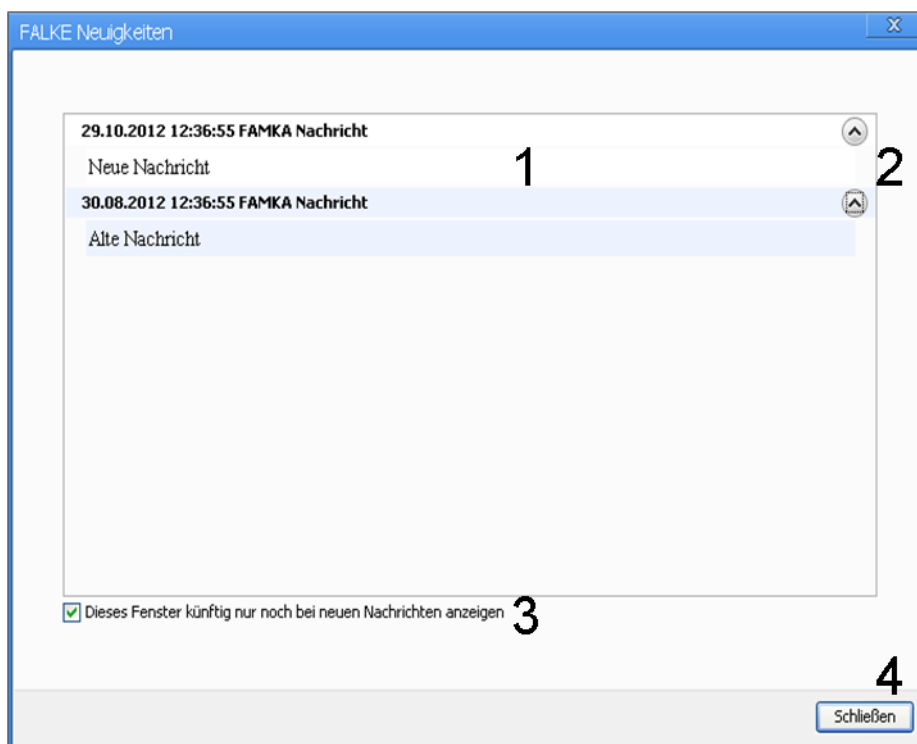 FALKE Neuigkeiten
X
29.10.2012 12:36:55 FAMKA Nachricht
Neue Nachricht
1
2
30.08.2012 12:36:55 FAMKA Nachricht
Alte Nachricht
Dieses Fenster künftig nur noch bei neuen Nachrichten anzeigen
3
4
Schließen